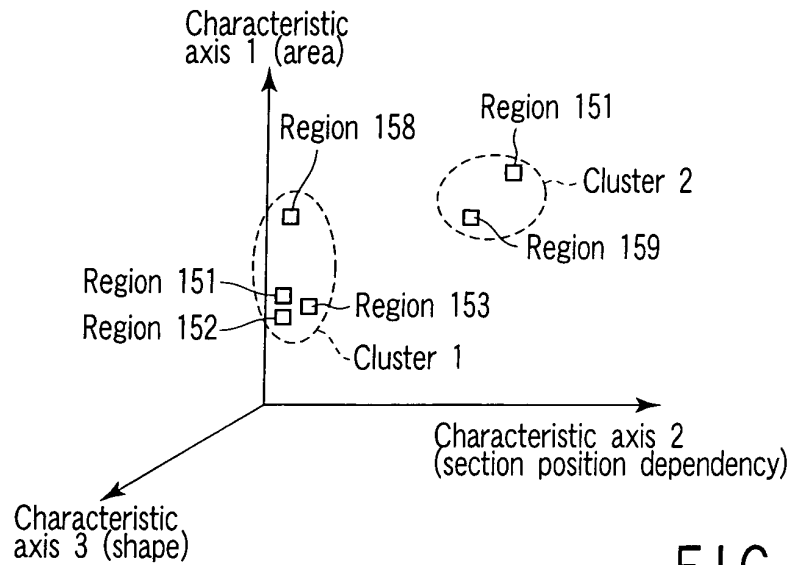 Characteristic
axis 1 (area)
Region 158
Region 151
Cluster 2
Region 159
Region 151
Region 152
Region 153
Cluster 1
Characteristic axis 2
(section position dependency)
Characteristic
axis 3 (shape)